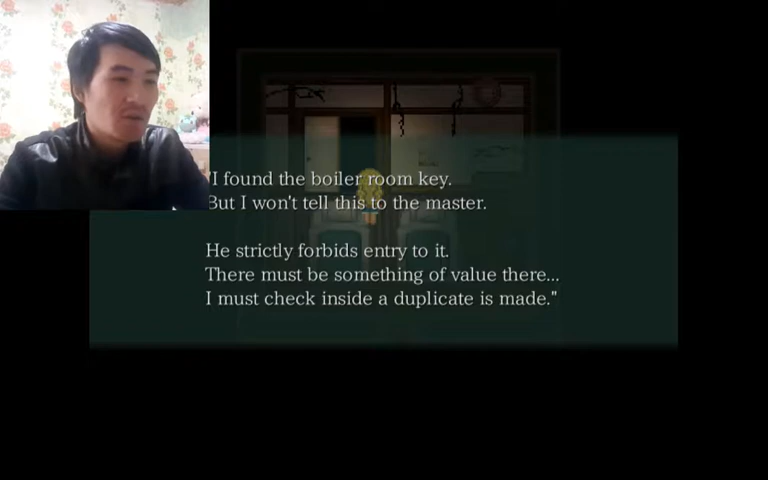 "I found the boiler room key.
But I won't tell this to the master.
He strictly forbids entry to it.
There must be something of value there...
I must check inside a duplicate is made."